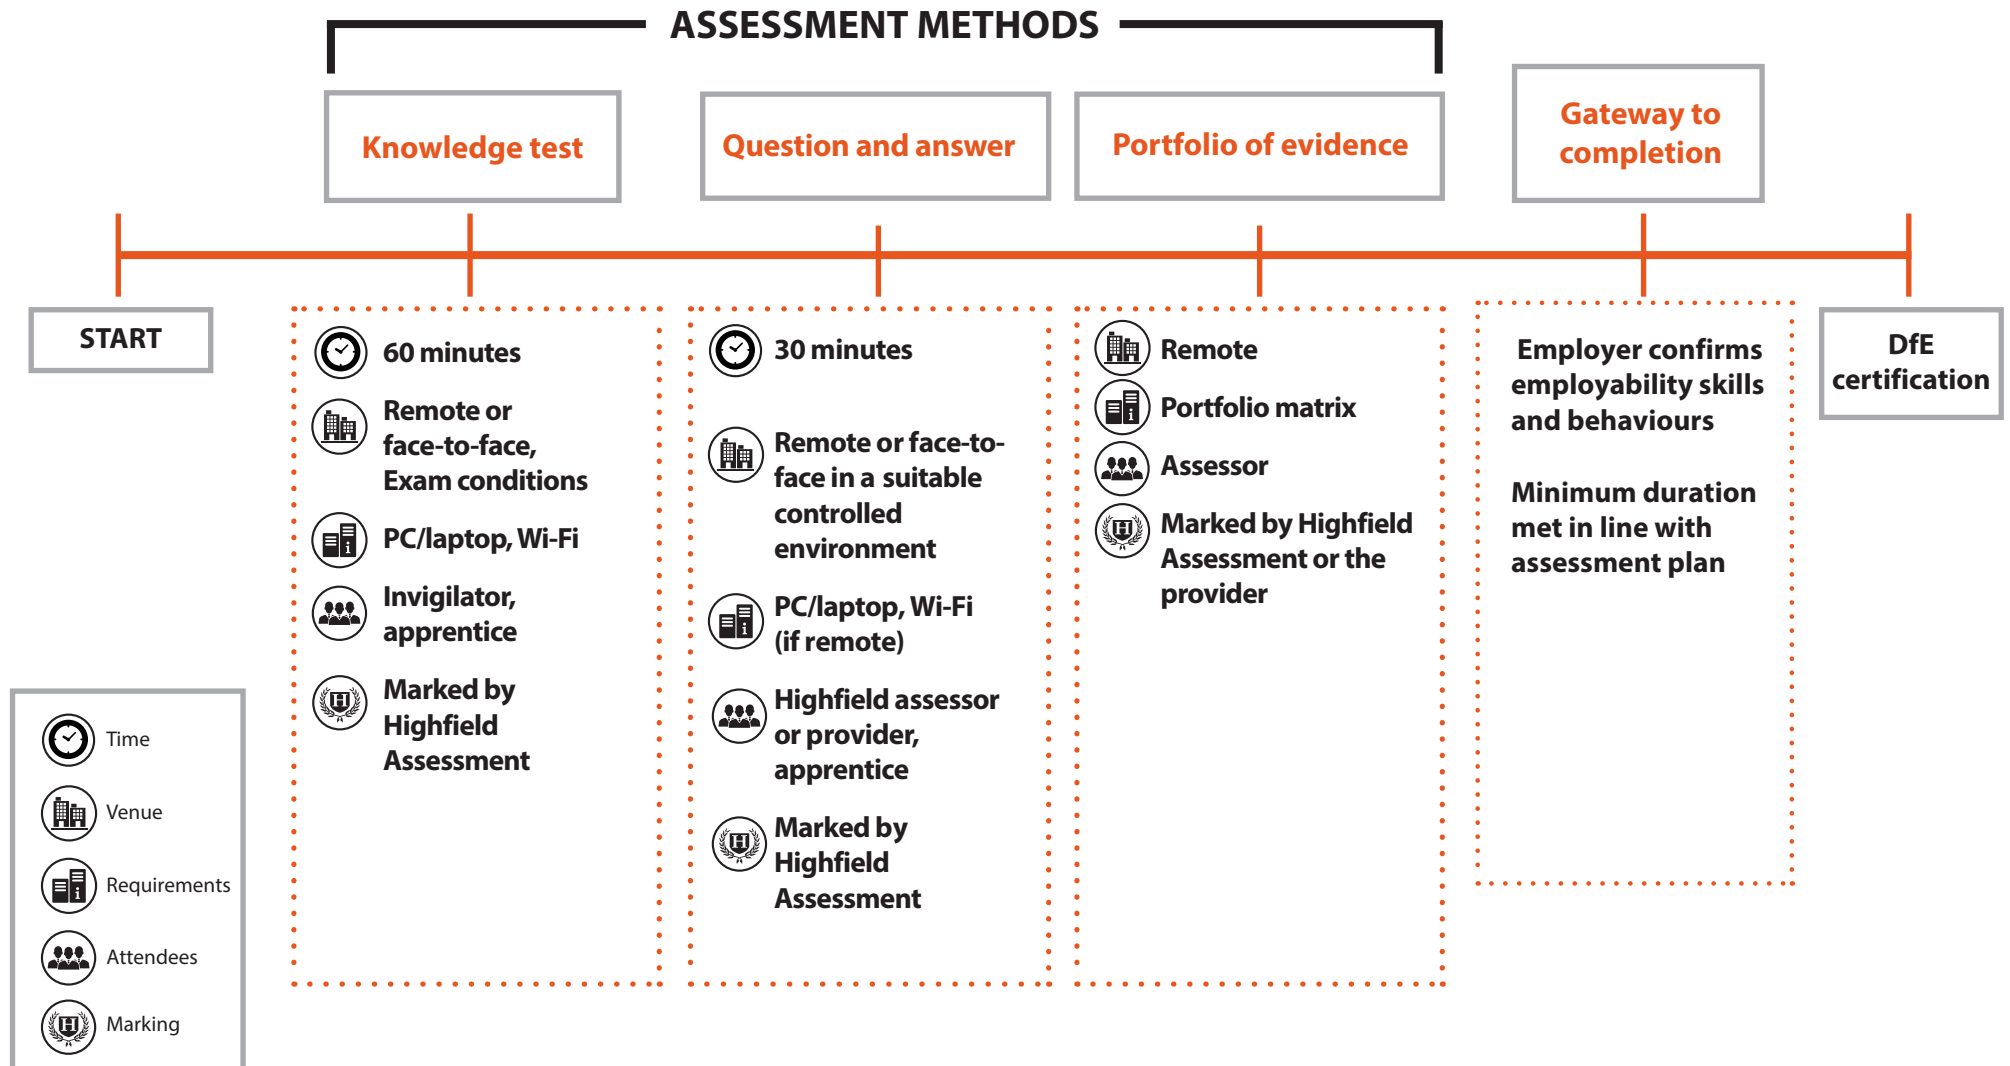 ASSESSMENT METHODS
Knowledge test
Question and answer
Portfolio of evidence
Gateway to
completion
START
60 minutes
Remote or
face-to-face,
Exam conditions
PC/laptop, Wi-Fi
Invigilator,
apprentice
Marked by
Highfield
Assessment
30 minutes
Remote or face-to-
face in a suitable
controlled
environment
PC/laptop, Wi-Fi
(if remote)
Highfield assessor
or provider,
apprentice
Marked by
Highfield
Assessment
Remote
Portfolio matrix
Assessor
Marked by Highfield
Assessment or the
provider
Employer confirms
employability skills
and behaviours
Minimum duration
met in line with
assessment plan
DfE
certification
Time
Venue
Requirements
Attendees
Marking